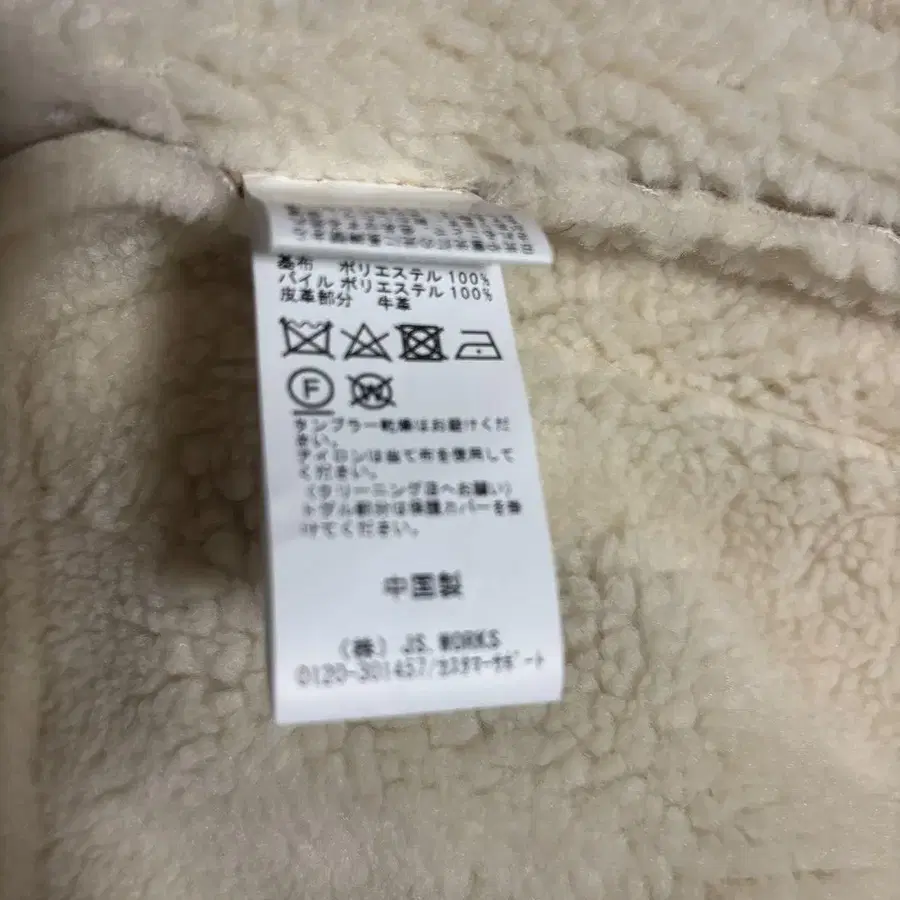 基布 ポリエステル 100%
パイル ポリエステル 100%
皮革部分 牛革
F
W
タンブラー乾燥はお避けくだ
さい。
アイロンは当て布を使用して
ください。
(クリーニング店へお願い)
トグル部分は保護カバーを掛
けてください。
中国製
(株) JS.WORKS
0120-301457/カスタマーサポート